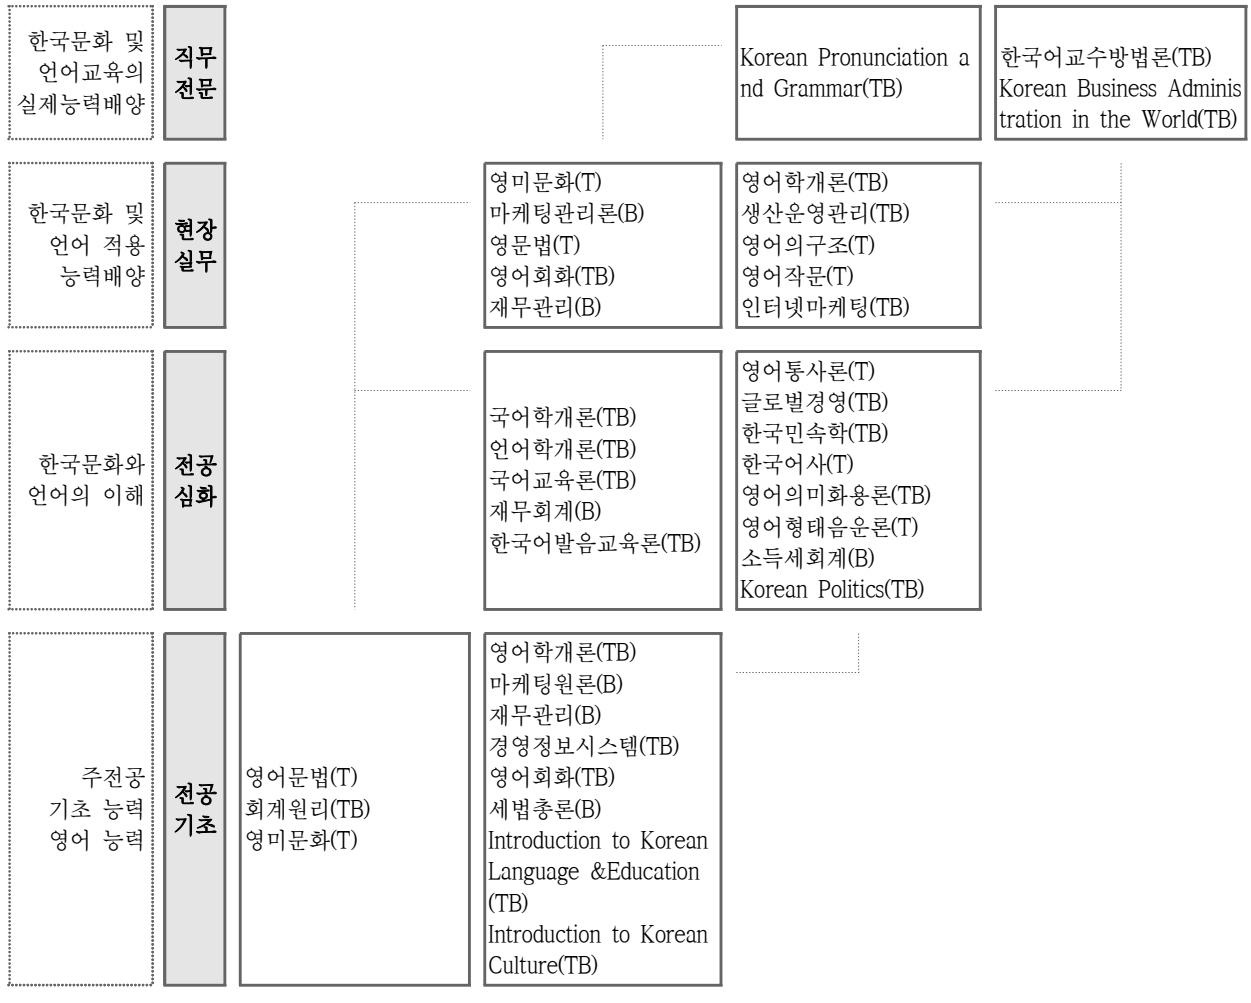 한국문화 및
언어교육의
실제능력배양
직무
전문
Korean Pronunciation a
nd Grammar(TB)
한국어교수방법론(TB)
Korean Business Adminis
tration in the World(TB)
한국문화 및
언어 적용
능력배양
현장
실무
영미문화(T)
마케팅관리론(B)
영문법(T)
영어회화(TB)
재무관리(B)
영어학개론(TB)
생산운영관리(TB)
영어의구조(T)
영어작문(T)
인터넷마케팅(TB)
한국문화와
언어의 이해
전공
심화
국어학개론(TB)
언어학개론(TB)
국어교육론(TB)
재무회계(B)
한국어발음교육론(TB)
영어통사론(T)
글로벌경영(TB)
한국민속학(TB)
한국어사(T)
영어의미화용론(TB)
영어형태음운론(T)
소득세회계(B)
Korean Politics(TB)
주전공
기초 능력
영어 능력
전공
기초
영어문법(T)
회계원리(TB)
영미문화(T)
영어학개론(TB)
마케팅원론(B)
재무관리(B)
경영정보시스템(TB)
영어회화(TB)
세법총론(B)
Introduction to Korean
Language &Education
(TB)
Introduction to Korean
Culture(TB)